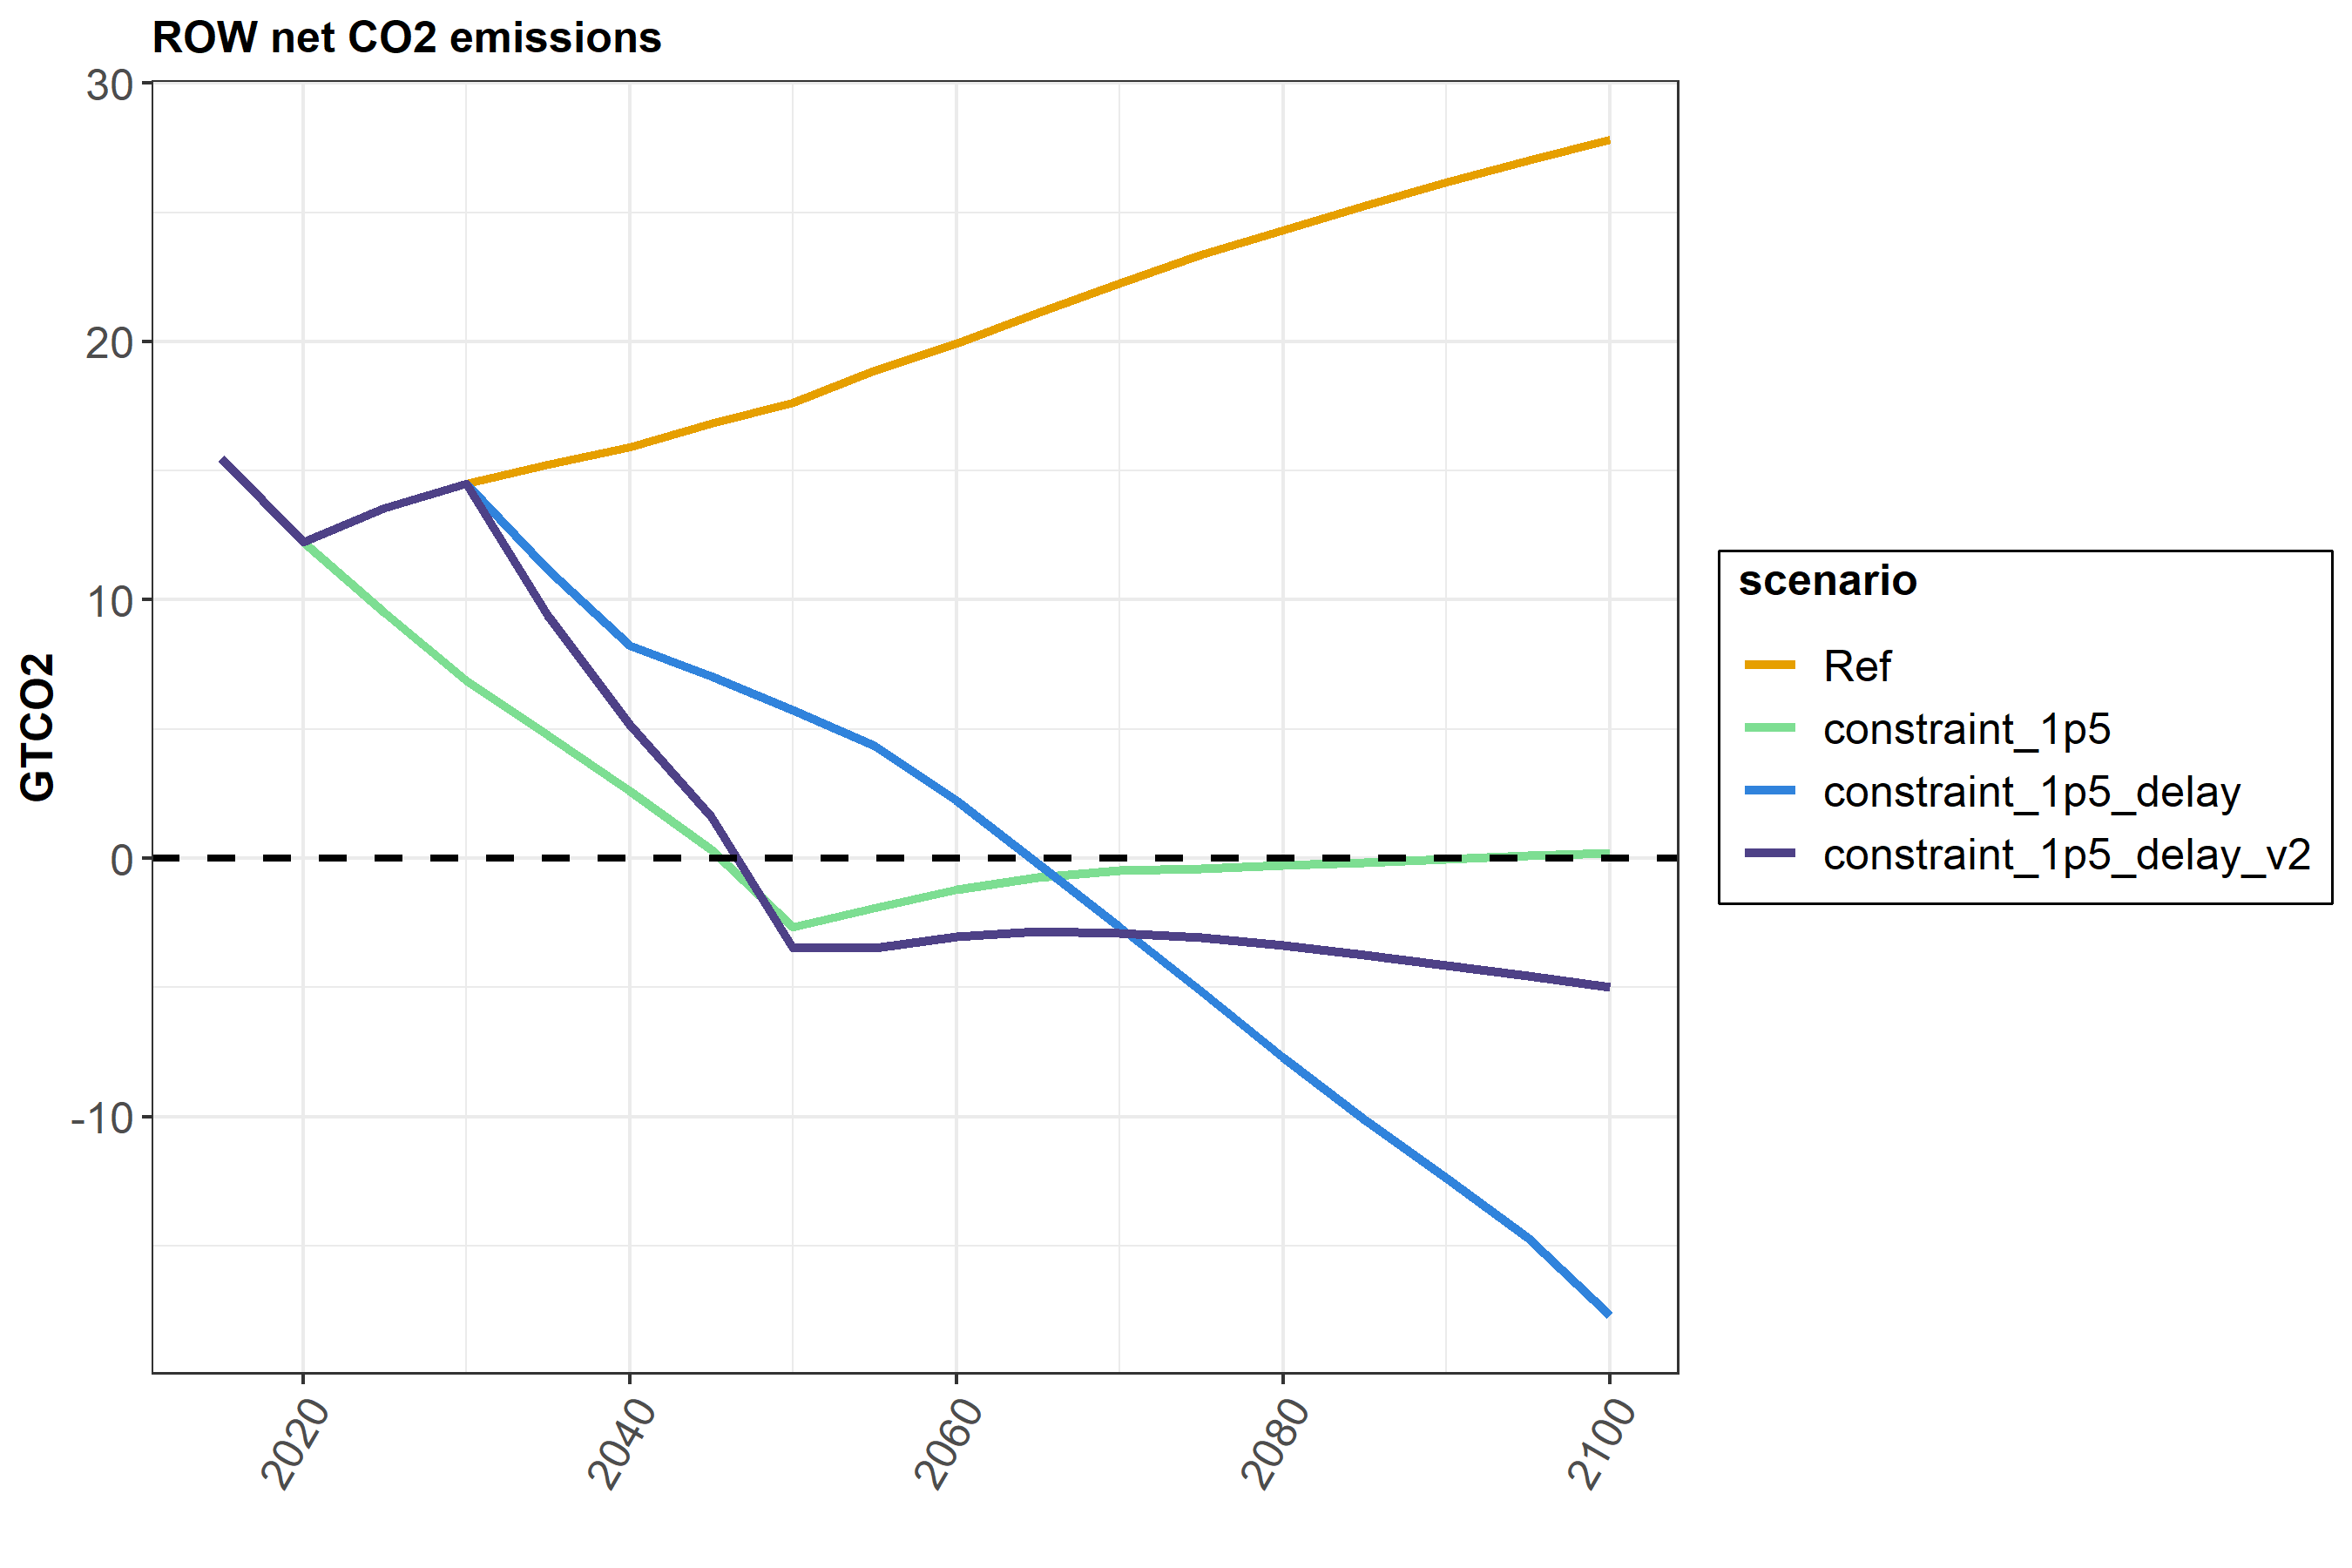 ROW net CO2 emissions
30
20
10
0
-10
GTCO2
2020
2040
2060
2080
2100
scenario
Ref
constraint_1p5
constraint_1p5_delay
constraint_1p5_delay_v2